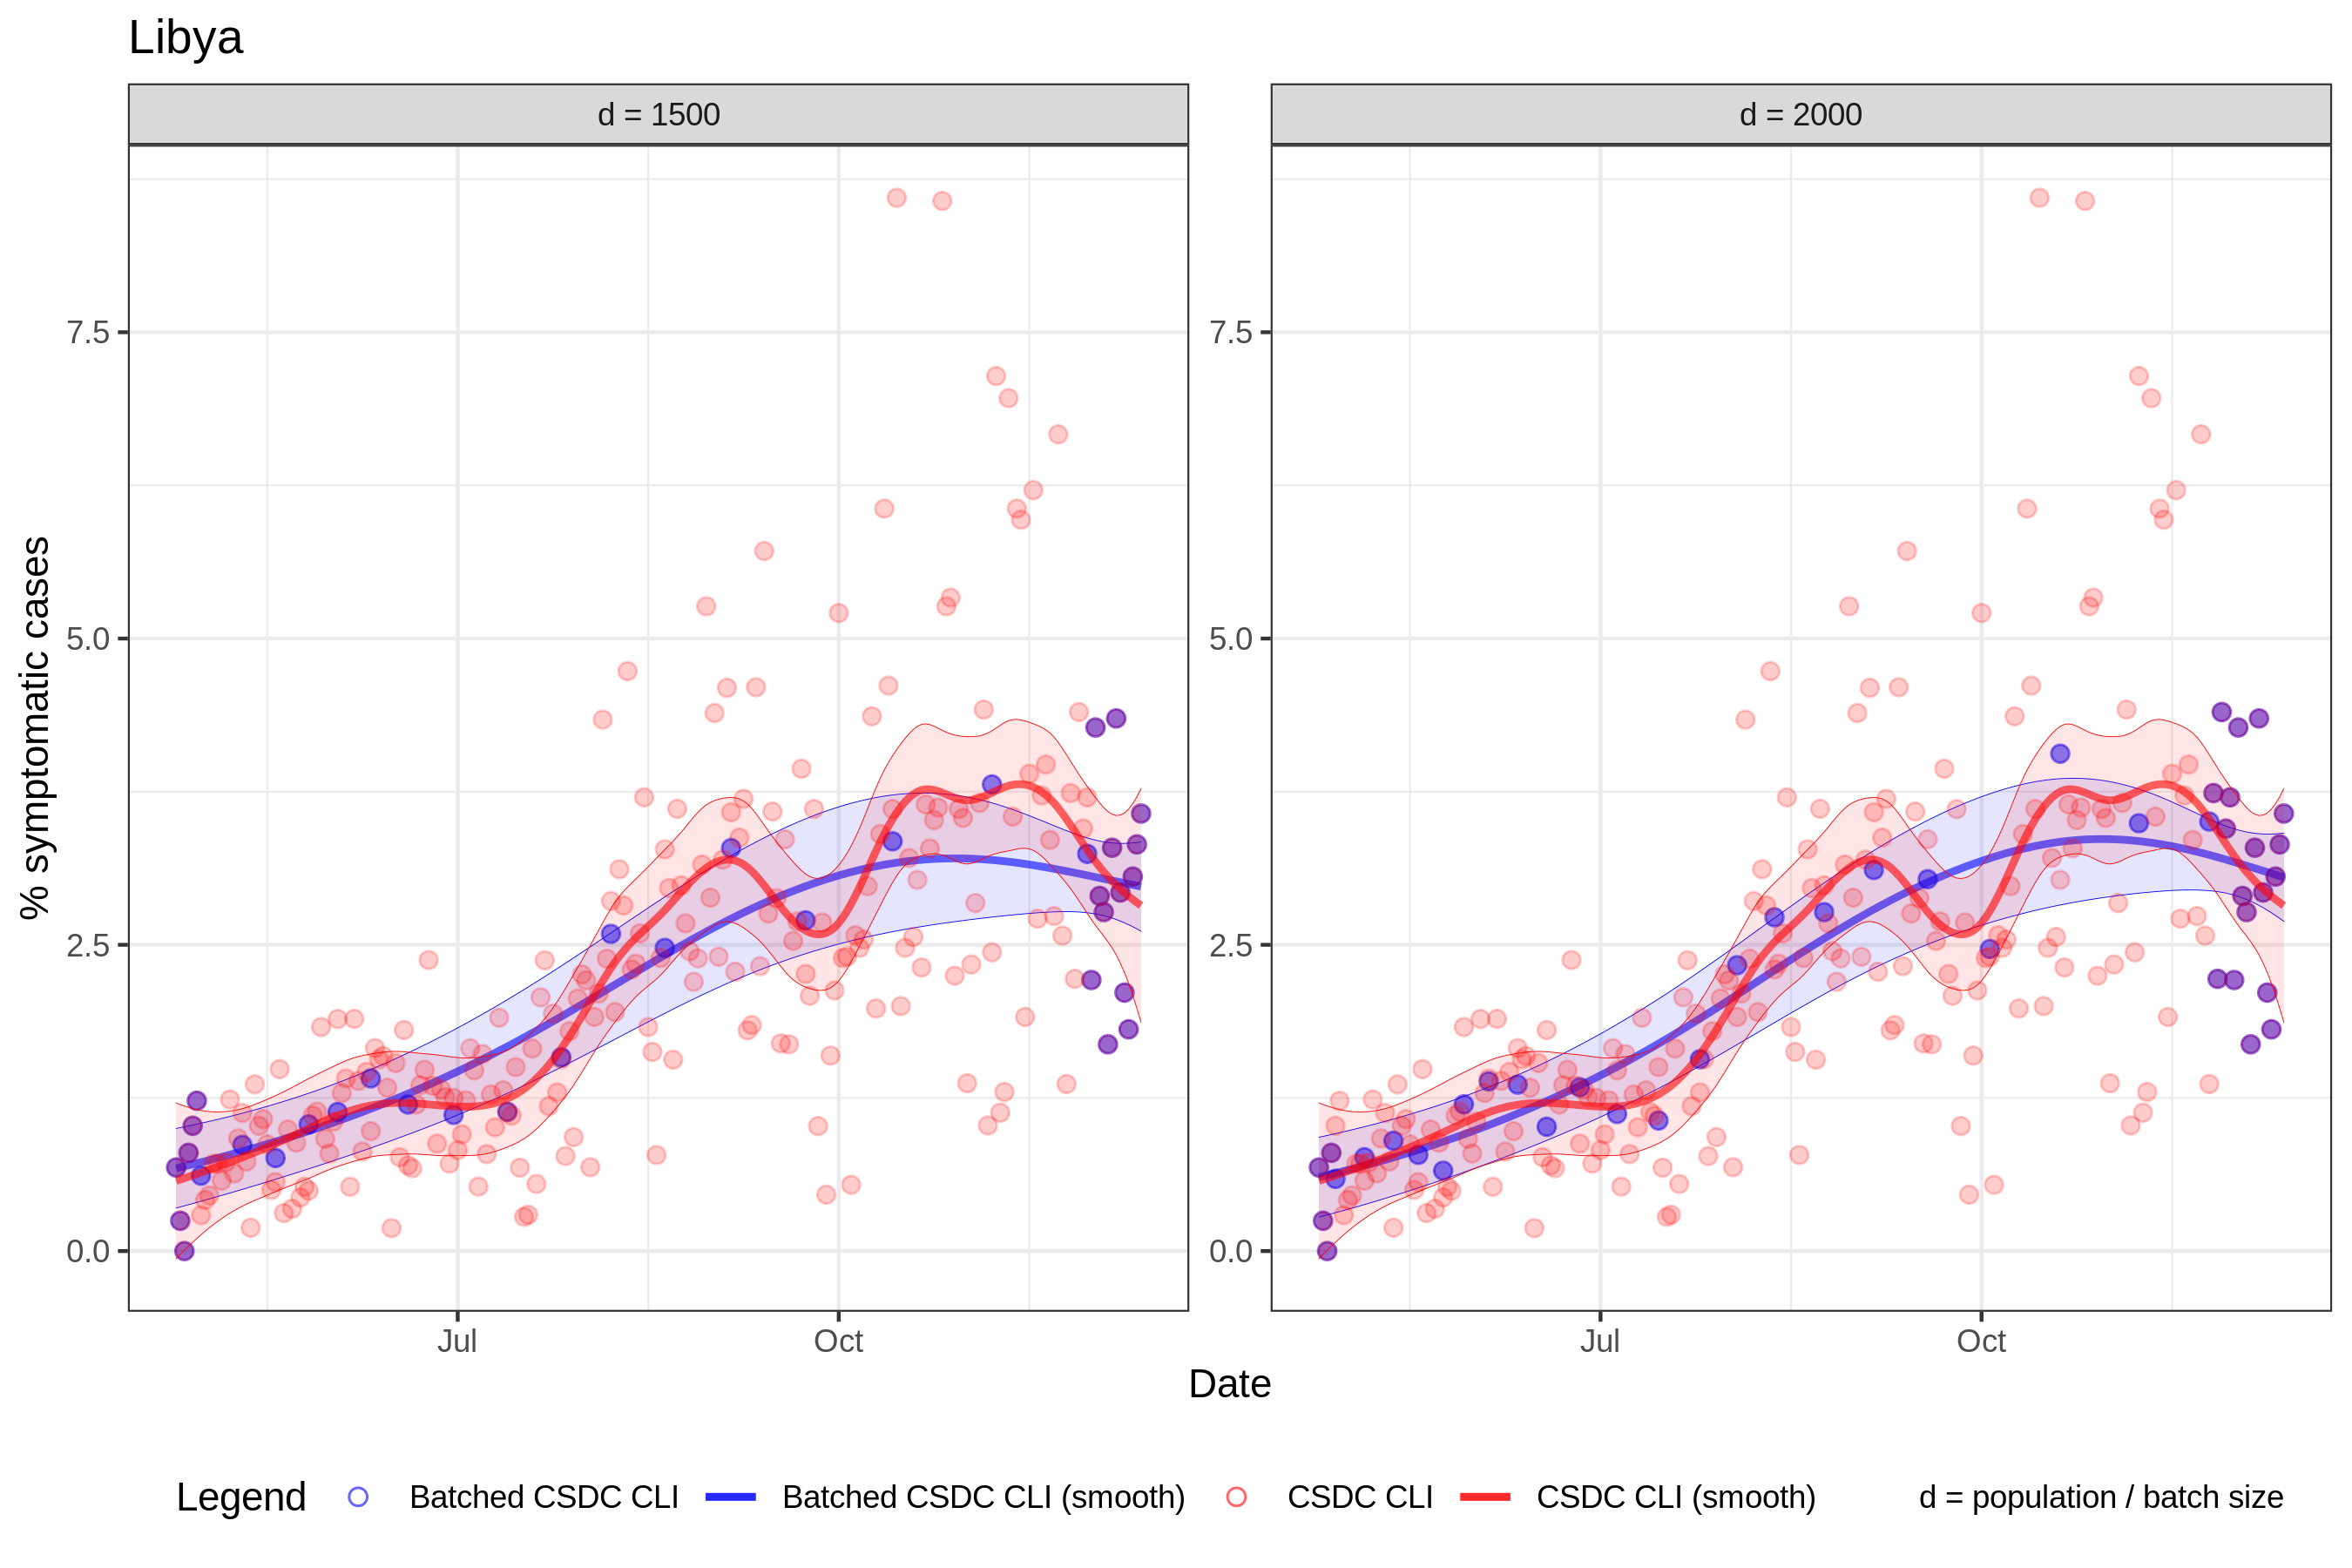 Libya
d = 1500
d = 2000
% symptomatic cases
7.5
5.0
2.5
0.0
7.5
5.0
2.5
0.0
Jul
Oct
Jul
Oct
Date
Legend
Batched CSDC CLI
Batched CSDC CLI (smooth)
CSDC CLI
CSDC CLI (smooth)
d = population / batch size